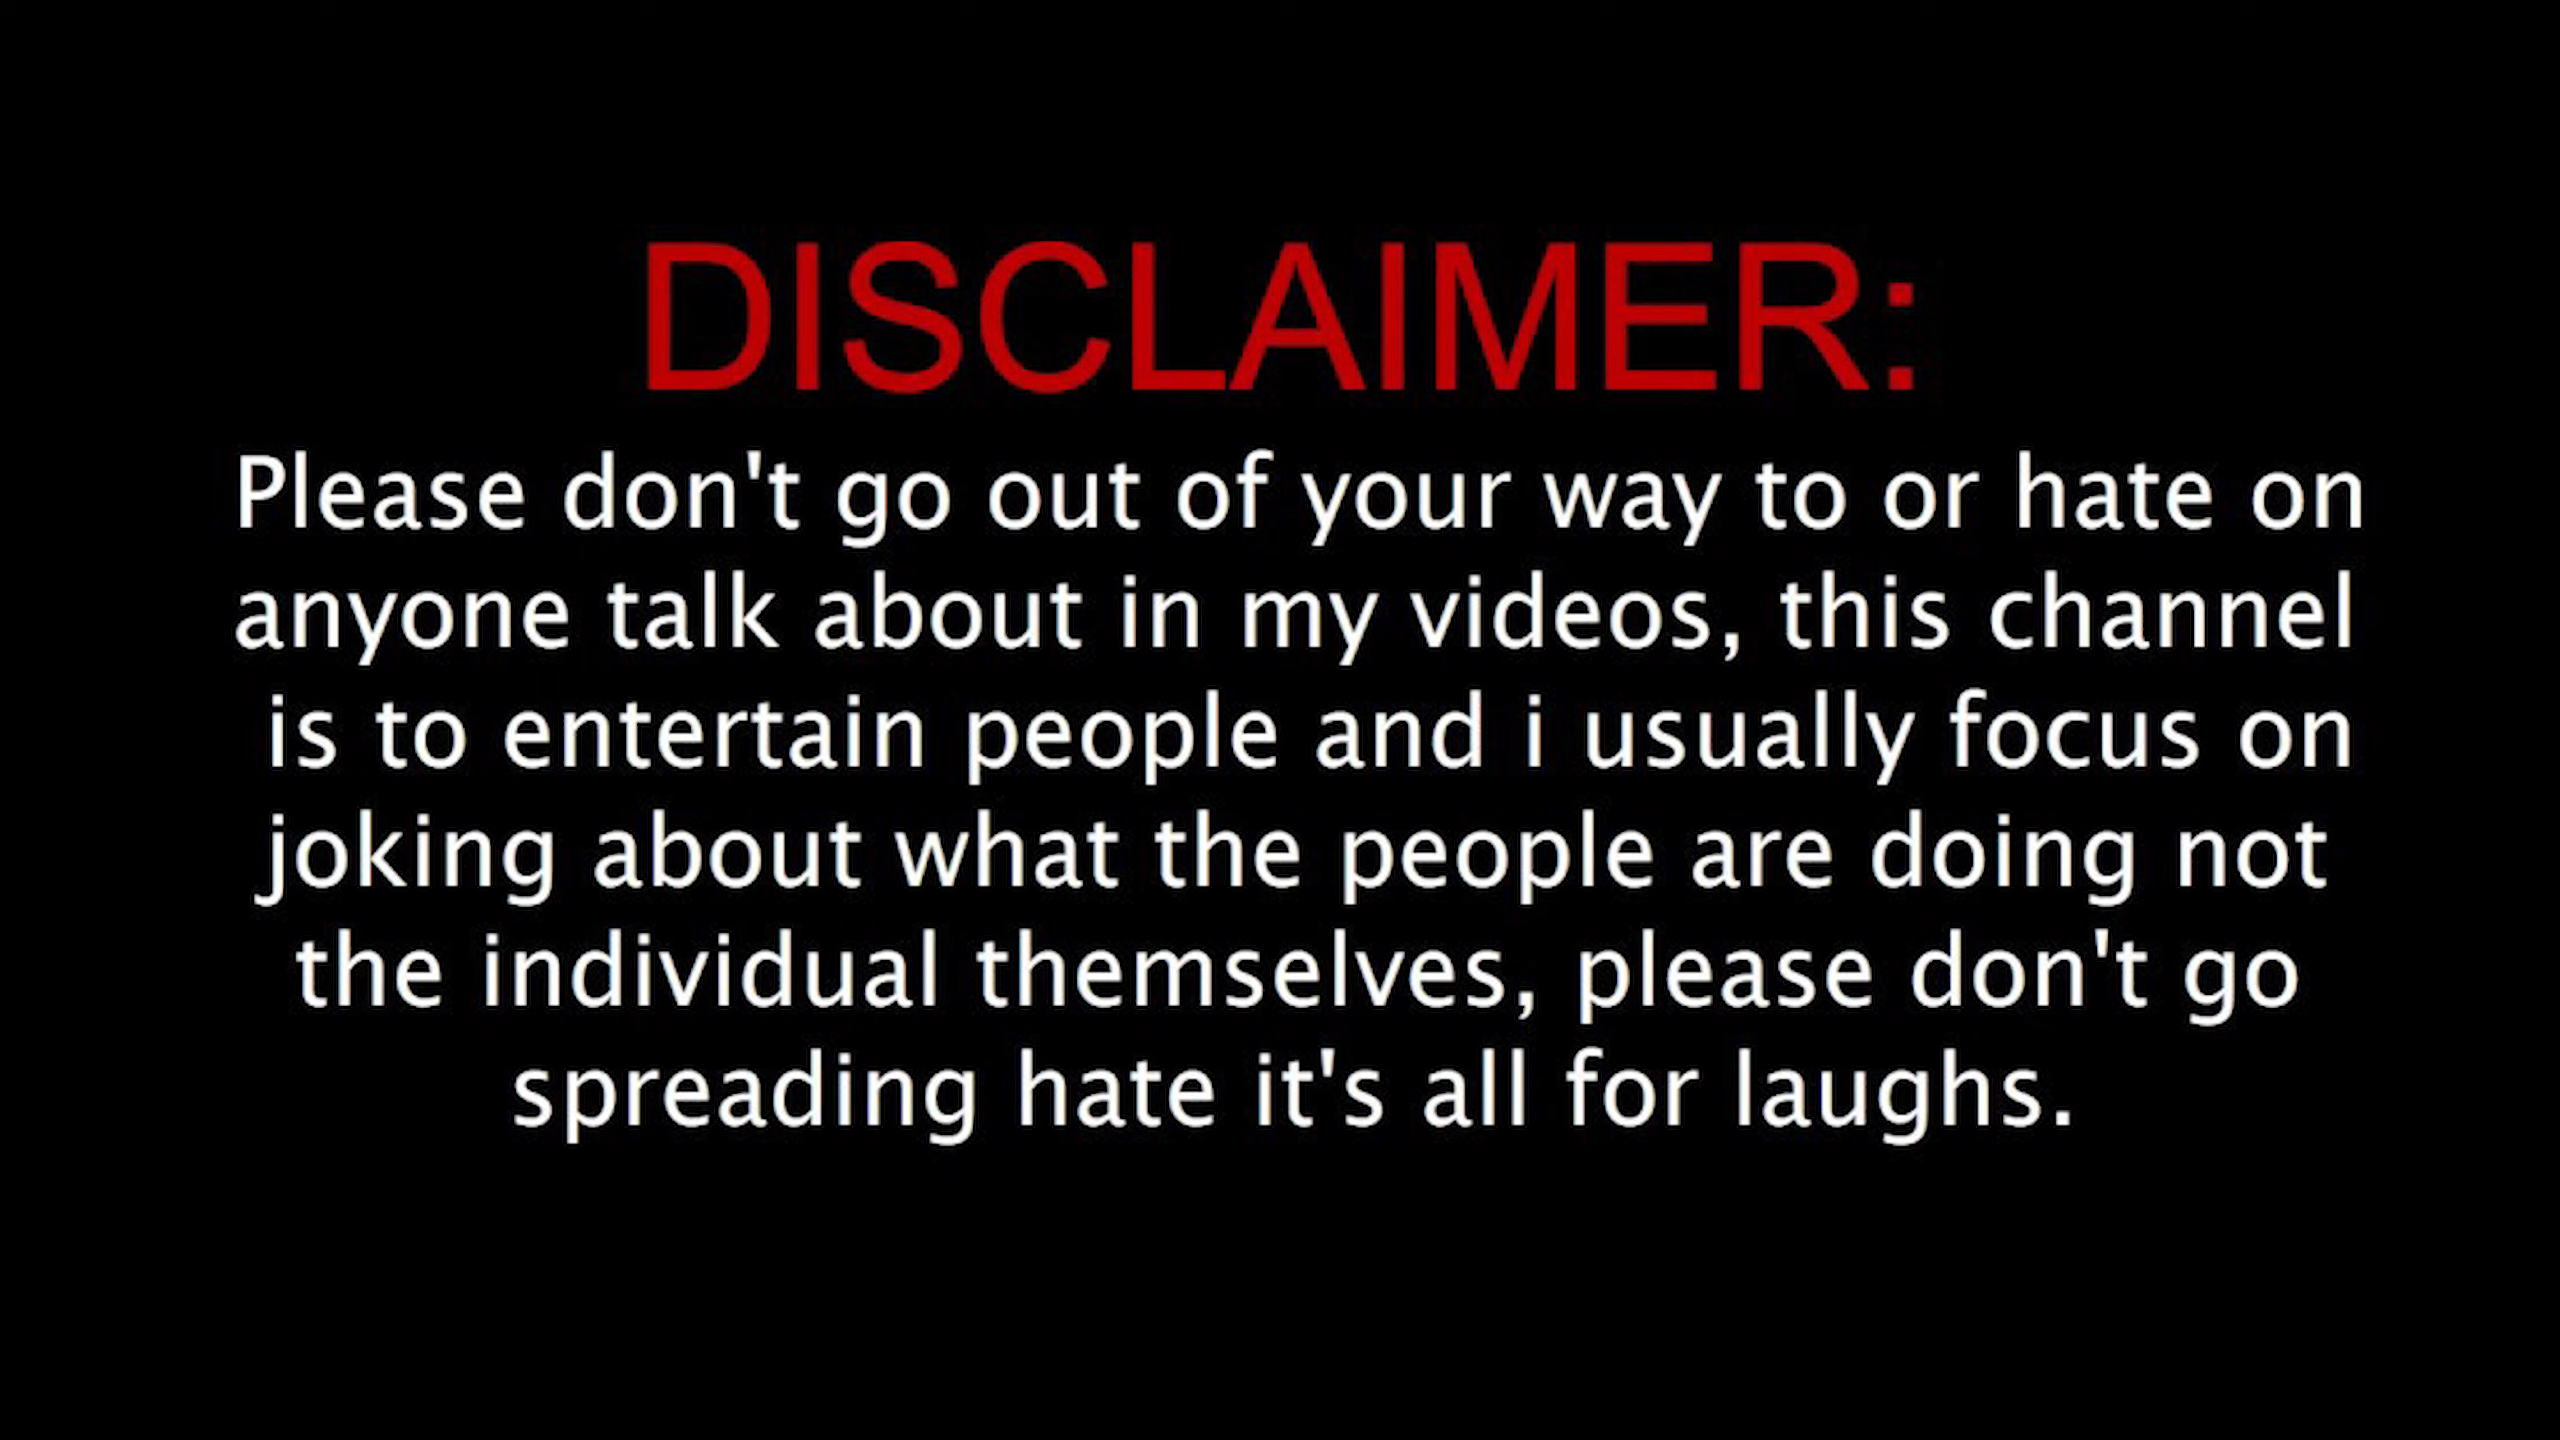 DISCLAIMER:
Please don't go out of your way to or hate on
anyone talk about in my videos, this channel
is to entertain people and i usually focus on
joking about what the people are doing not
the individual themselves, please don't go
spreading hate it's all for laughs.